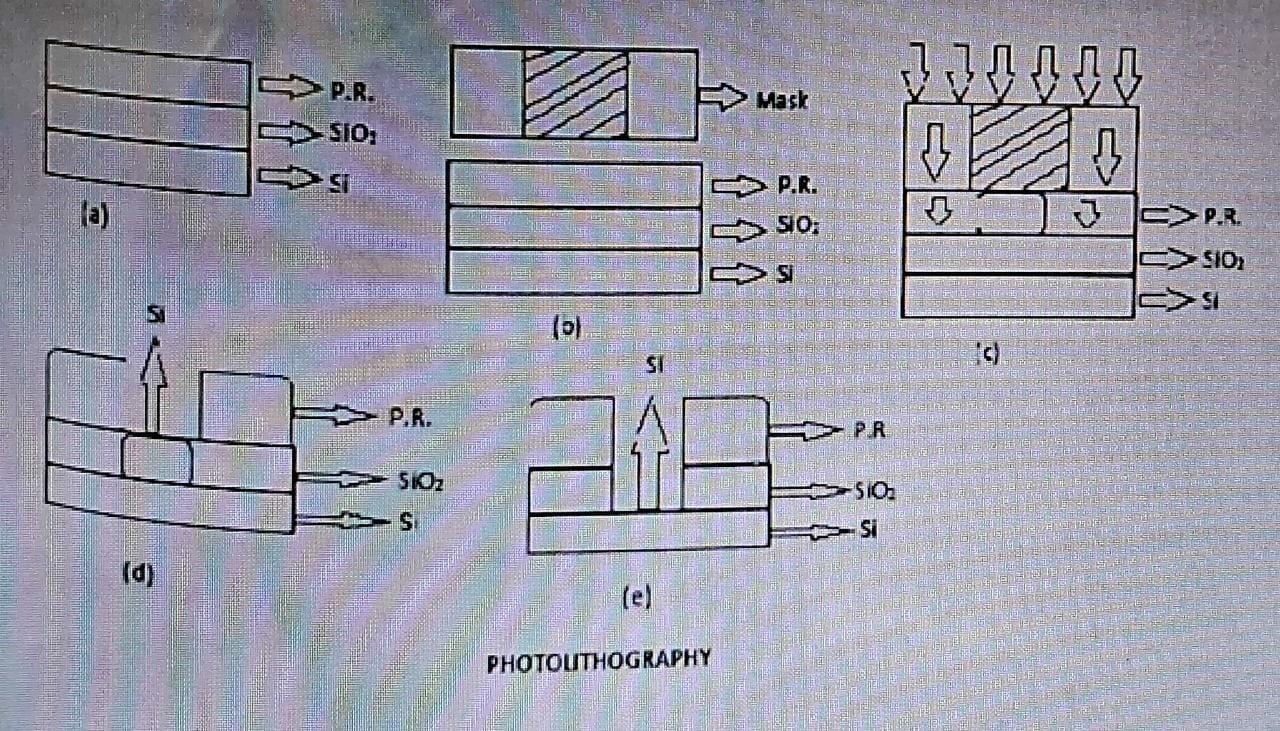 P.R.
SiO₂
Si
(a)
Mask
P.R.
SiO₂
Si
(b)
P.R.
SiO₂
Si
(c)
Si
P.R.
SiO₂
Si
(d)
Si
P.R
SiO₂
Si
(e)
PHOTOLITHOGRAPHY